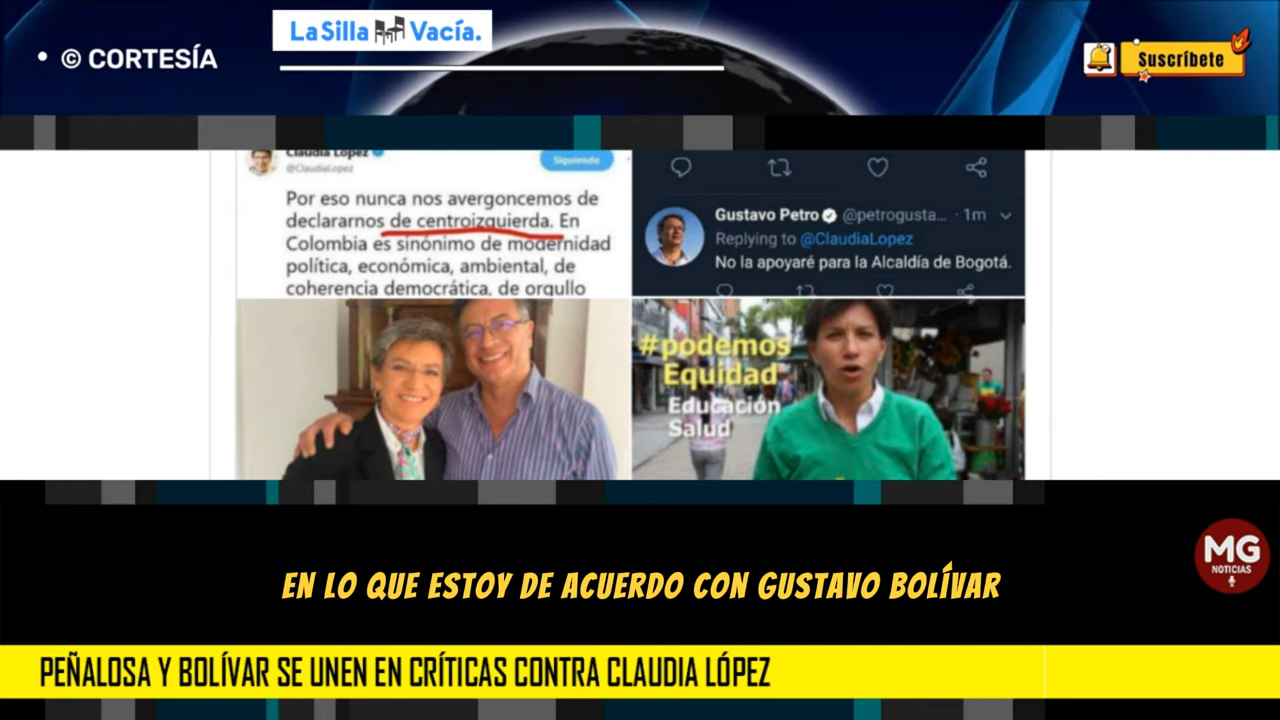 La Silla Vacía.
• © CORTESÍA
Suscríbete
Claudia López
@ClaudiaLopez
Siguiendo
Por eso nunca nos avergoncemos de
declararnos de centroizquierda. En
Colombia es sinónimo de modernidad
política, económica, ambiental, de
coherencia democrática, de orgullo
Gustavo Petro @petrogusta... · 1m
Replying to @ClaudiaLopez
No la apoyaré para la Alcaldía de Bogotá.
#podemos
Equidad
Educación
Salud
MG
NOTICIAS
EN LO QUE ESTOY DE ACUERDO CON GUSTAVO BOLÍVAR
PEÑALOSA Y BOLÍVAR SE UNEN EN CRÍTICAS CONTRA CLAUDIA LÓPEZ